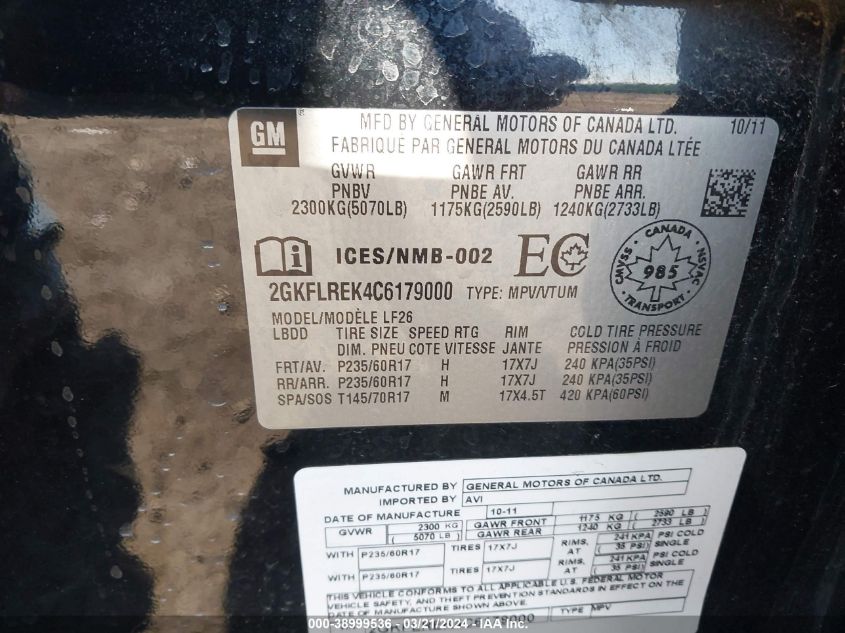 GM
MFD BY GENERAL MOTORS OF CANADA LTD. 10/11
FABRIQUÉ PAR GENERAL MOTORS DU CANADA LTÉE
GVWR GAWR FRT GAWR RR
PNBV PNBE AV. PNBE ARR.
2300KG(5070LB) 1175KG(2590LB) 1240KG(2733LB)
ICES/NMB-002 EC
CANADA
CMVSS 985 NSVAC
TRANSPORT
2GKFLREK4C6179000 TYPE: MPV/VTUM
MODEL/MODÈLE LF26
LBDD TIRE SIZE SPEED RTG RIM COLD TIRE PRESSURE
DIM. PNEU COTE VITESSE JANTE PRESSION À FROID
FRT/AV. P235/60R17 H 17X7J 240 KPA(35PSI)
RR/ARR. P235/60R17 H 17X7J 240 KPA(35PSI)
SPA/SOS T145/70R17 M 17X4.5T 420 KPA(60PSI)
MANUFACTURED BY GENERAL MOTORS OF CANADA LTD.
IMPORTED BY AVI
DATE OF MANUFACTURE 10-11
GVWR 2300 KG GAWR FRONT 1175 KG ( 2590 LB )
( 5070 LB ) GAWR REAR 1240 KG ( 2733 LB )
WITH P235/60R17 TIRES 17X7J RIMS, AT 241 KPA ( 35 PSI) PSI COLD SINGLE
WITH P235/60R17 TIRES 17X7J RIMS, AT 241 KPA ( 35 PSI) PSI COLD SINGLE
THIS VEHICLE CONFORMS TO ALL APPLICABLE U.S. FEDERAL MOTOR
VEHICLE SAFETY, AND THEFT PREVENTION STANDARDS IN EFFECT ON THE
DATE OF MANUFACTURE SHOWN ABOVE.
TYPE MPV
000-38999536 - 03/21/2024 - IAA Inc.